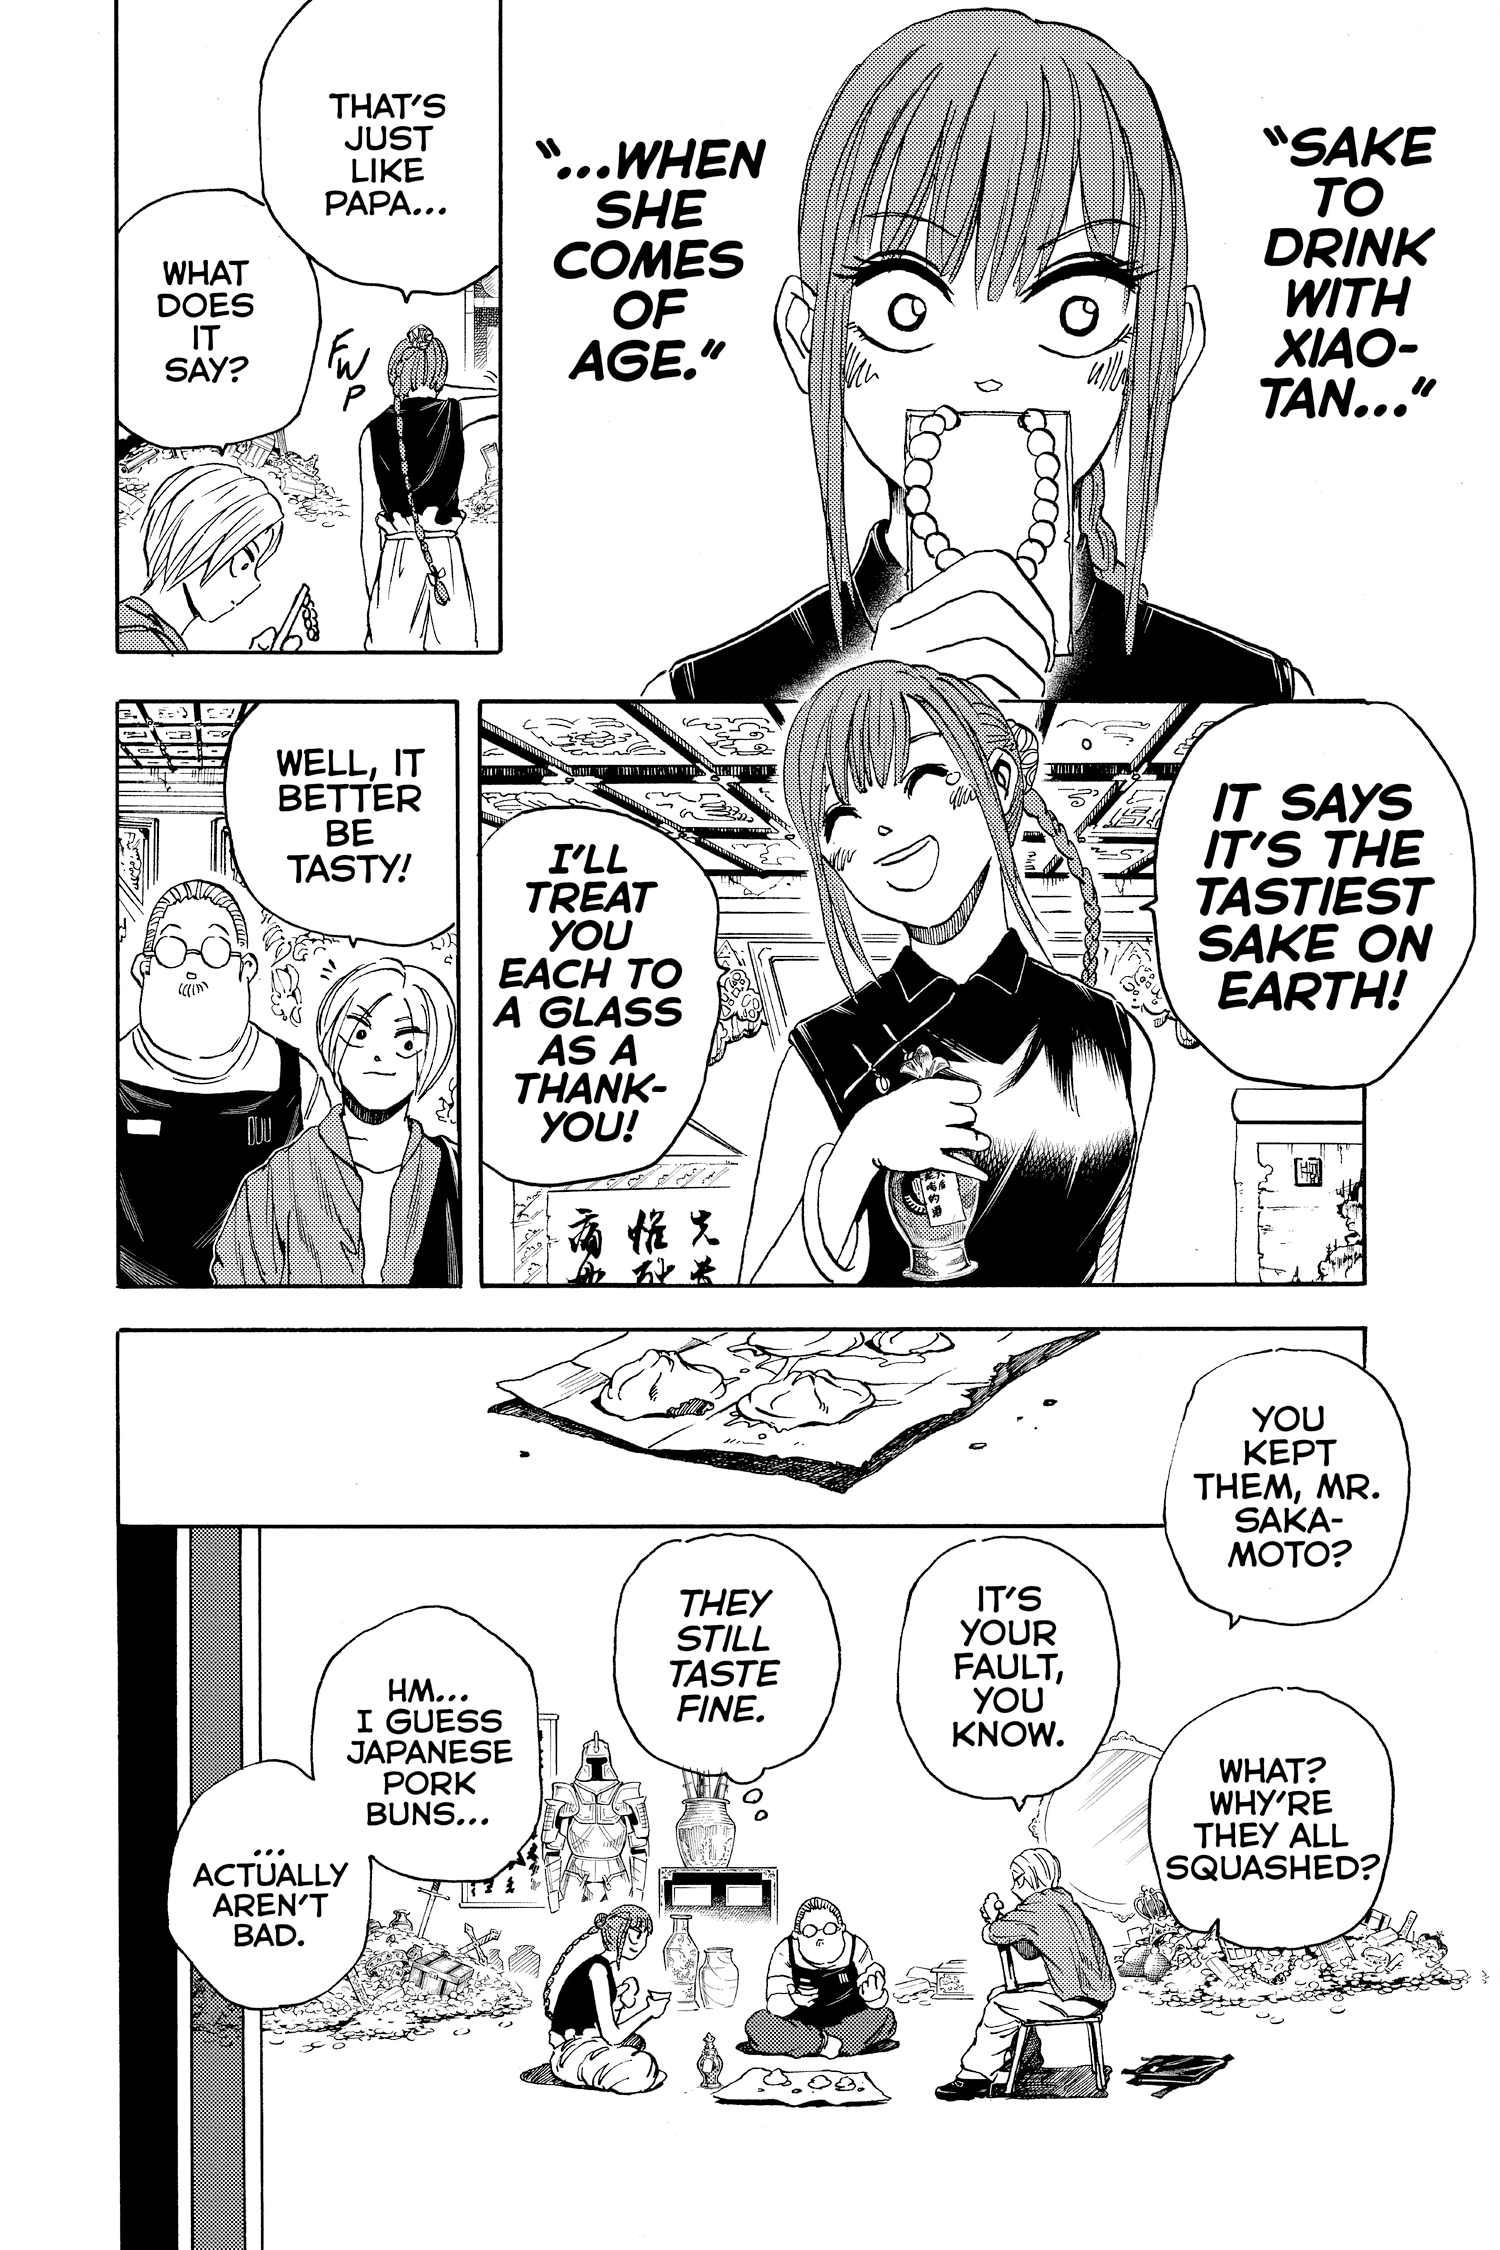 "SAKE
TO
DRINK
WITH
XIAO-
TAN..."
"...WHEN
SHE
COMES
OF
AGE."
THAT'S
JUST
LIKE
PAPA...
FWP
WHAT
DOES
IT
SAY?
IT SAYS
IT'S THE
TASTIEST
SAKE ON
EARTH!
I'LL
TREAT
YOU
EACH TO
A GLASS
AS A
THANK-
YOU!
WELL, IT
BETTER
BE
TASTY!
YOU
KEPT
THEM, MR.
SAKA-
MOTO?
WHAT?
WHY'RE
THEY ALL
SQUASHED?
IT'S
YOUR
FAULT,
YOU
KNOW.
THEY
STILL
TASTE
FINE.
HM...
I GUESS
JAPANESE
PORK
BUNS...
...
ACTUALLY
AREN'T
BAD.